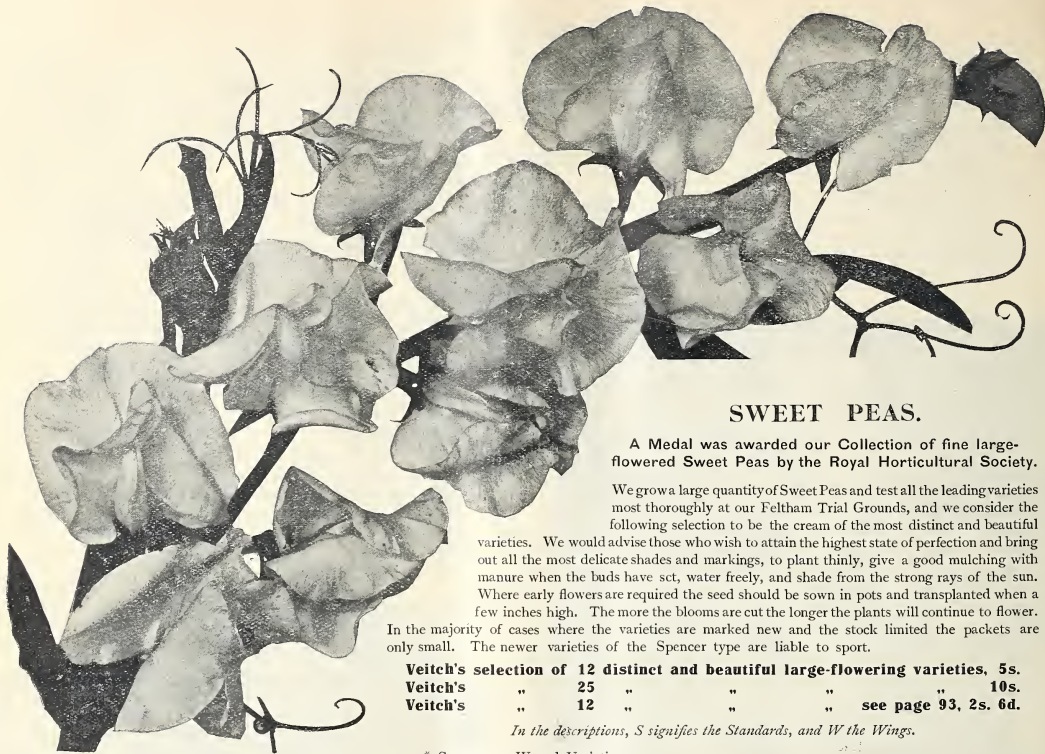 SWEET PEAS.
A Medal was awarded our Collection of fine large-
flowered Sweet Peas by the Royal Horticultural Society.
We grow a large quantity of Sweet Peas and test all the leading varieties
most thoroughly at our Feltham Trial Grounds, and we consider the
following selection to be the cream of the most distinct and beautiful
varieties. We would advise those who wish to attain the highest state of perfection and bring
out all the most delicate shades and markings, to plant thinly, give a good mulching with
manure when the buds have set, water freely, and shade from the strong rays of the sun.
Where early flowers are required the seed should be sown in pots and transplanted when a
few inches high. The more the blooms are cut the longer the plants will continue to flower.
In the majority of cases where the varieties are marked new and the stock limited the packets are
only small. The newer varieties of the Spencer type are liable to sport.
Veitch's selection of 12 distinct and beautiful large-flowering varieties, 5s.
Veitch's „ 25 „ „ „ „ 10s.
Veitch's „ 12 „ „ „ see page 93, 2s. 6d.
In the descriptions, S signifies the Standards, and W the Wings.